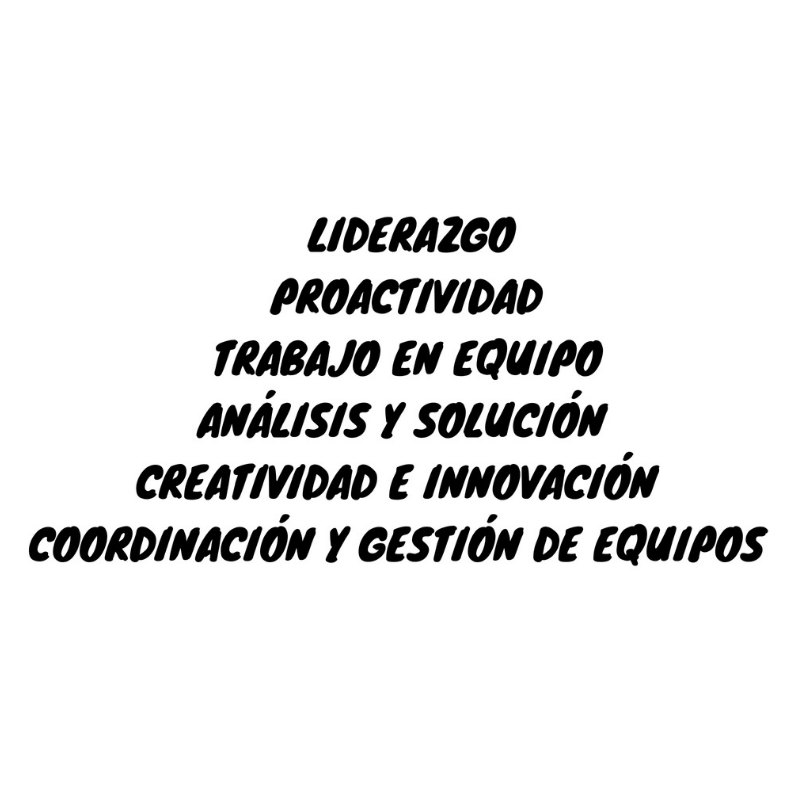 LIDERAZGO
PROACTIVIDAD
TRABAJO EN EQUIPO
ANÁLISIS Y SOLUCIÓN
CREATIVIDAD E INNOVACIÓN
COORDINACIÓN Y GESTIÓN DE EQUIPOS